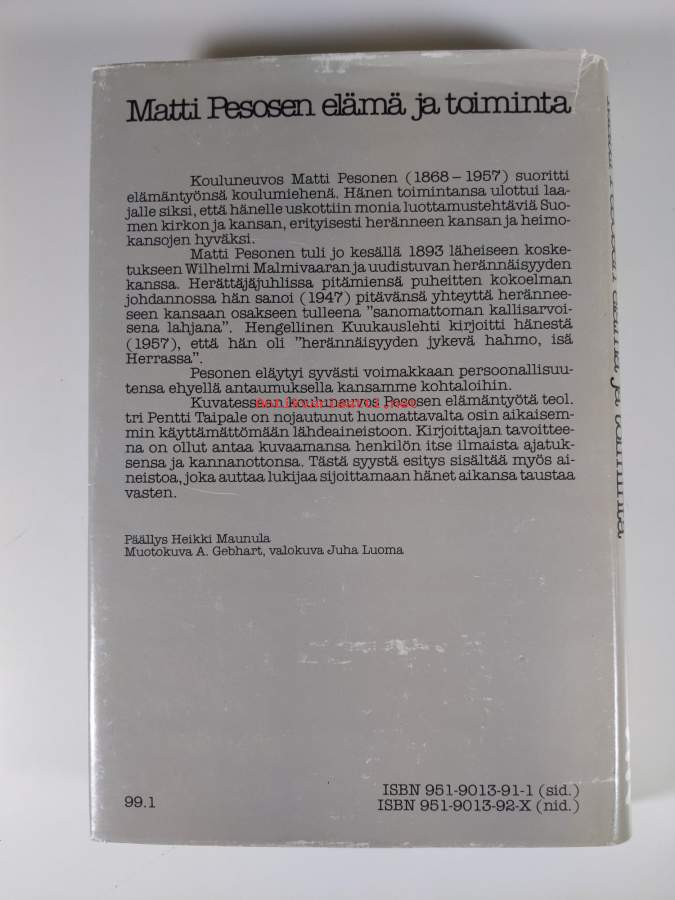 Matti Pesosen elämä ja toiminta
Kouluneuvos Matti Pesonen (1868 – 1957) suoritti
elämäntyönsä koulumiehenä. Hänen toimintansa ulottui laa-
jalle siksi, että hänelle uskottiin monia luottamustehtäviä Suo-
men kirkon ja kansan, erityisesti heränneen kansan ja heimo-
kansojen hyväksi.
Matti Pesonen tuli jo kesällä 1893 läheiseen koske-
tukseen Wilhelmi Malmivaaran ja uudistuvan herännäisyyden
kanssa. Herättäjäjuhlissa pitämiensä puheitten kokoelman
johdannossa hän sanoi (1947) pitävänsä yhteyttä herännee-
seen kansaan osakseen tulleena "sanomattoman kallisarvoi-
sena lahjana". Hengellinen Kuukauslehti kirjoitti hänestä
(1957), että hän oli "herännäisyyden jykevä hahmo, isä
Herrassa".
Pesonen eläytyi syvästi voimakkaan persoonallisuu-
tensa ehyellä antaumuksella kansamme kohtaloihin.
Kuvatessaan kouluneuvos Pesosen elämäntyötä teol.
tri Pentti Taipale on nojautunut huomattavalta osin aikaisem-
min käyttämättömään lähdeaineistoon. Kirjoittajan tavoittee-
na on ollut antaa kuvaamansa henkilön itse ilmaista ajatuk-
sensa ja kannanottonsa. Tästä syystä esitys sisältää myös ai-
neistoa, joka auttaa lukijaa sijoittamaan hänet aikansa taustaa
vasten.
Päällys Heikki Maunula
Muotokuva A. Gebhart, valokuva Juha Luoma
99.1
ISBN 951-9013-91-1 (sid.)
ISBN 951-9013-92-X (nid.)